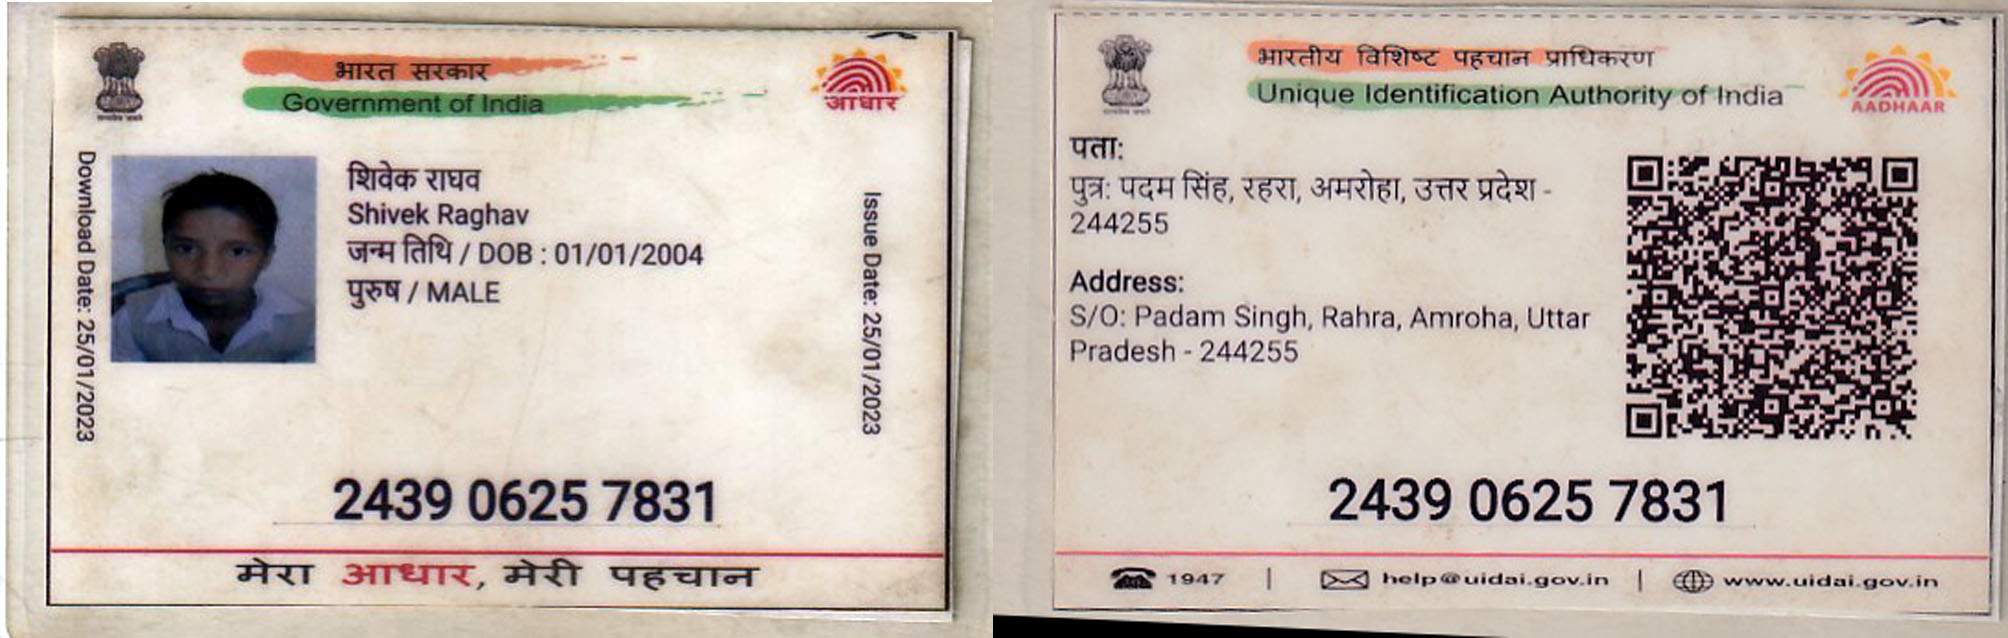 भारत सरकार
Government of India
आधार
Download Date: 25/01/2023
शिवेक राघव
Shivek Raghav
जन्म तिथि / DOB : 01/01/2004
पुरुष / MALE
Issue Date: 25/01/2023
2439 0625 7831
मेरा आधार, मेरी पहचान
भारतीय विशिष्ट पहचान प्राधिकरण
Unique Identification Authority of India
AADHAAR
पता:
पुत्र: पदम सिंह, रहरा, अमरोहा, उत्तर प्रदेश -
244255
Address:
S/O: Padam Singh, Rahra, Amroha, Uttar
Pradesh - 244255
2439 0625 7831
1947 | help@uidai.gov.in | www.uidai.gov.in